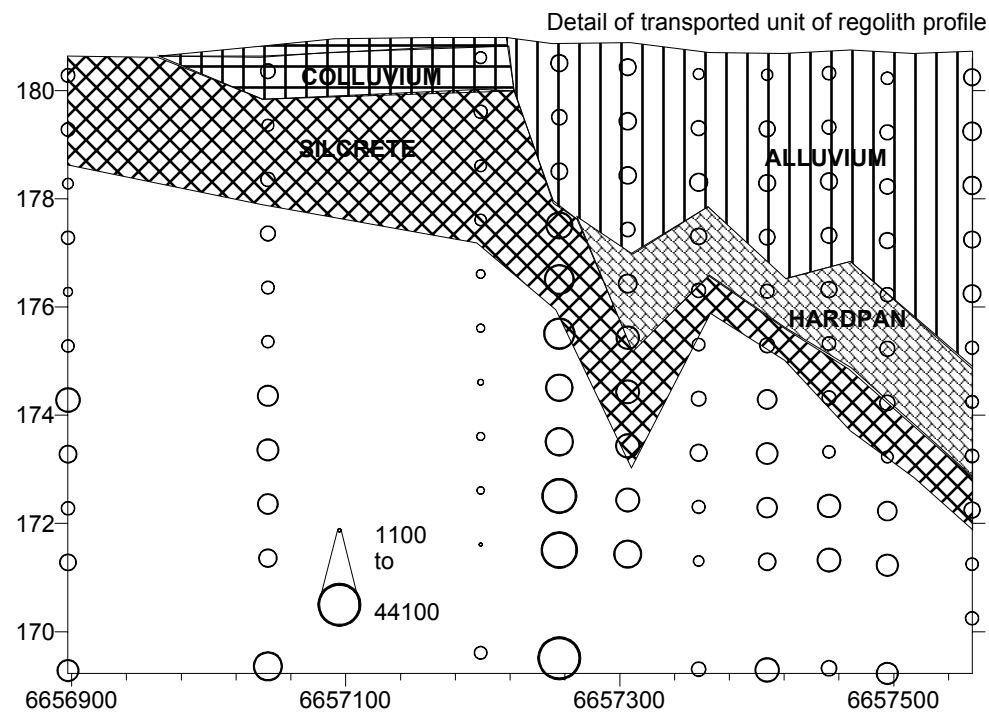 Detail of transported unit of regolith profile
180
COLLUVIUM
SILCRETE
ALLUVIUM
178
176
HARDPAN
174
172
1100
to
44100
170
6656900
6657100
6657300
6657500